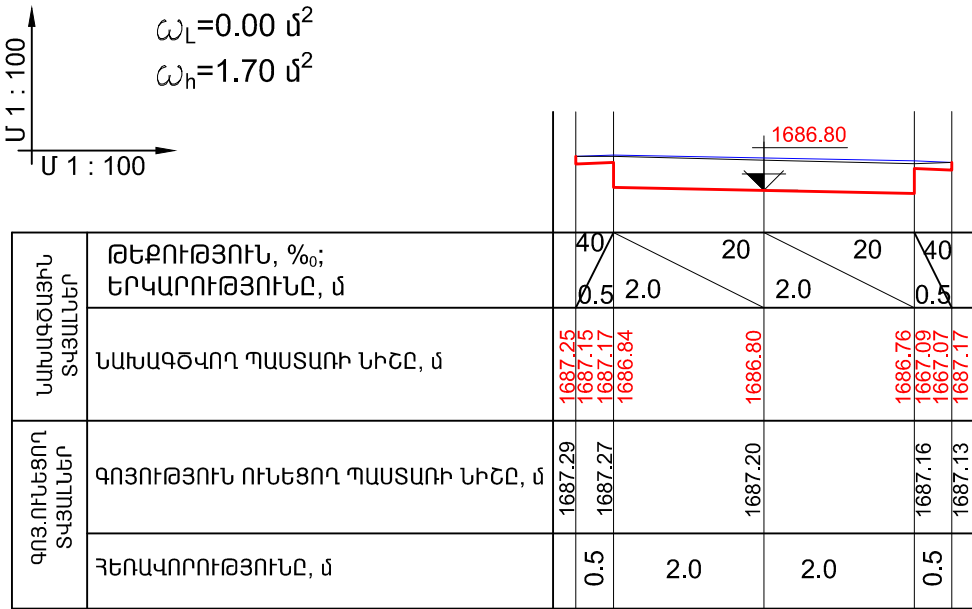 Մ 1 : 100
Մ 1 : 100
ω_L=0.00 մ²
ω_h=1.70 մ²
1686.80
ՆԱԽԱԳԾԱՅԻՆ ՏՎՅԱԼՆԵՐ
ԹԵՔՈՒԹՅՈՒՆ, %₀;
ԵՐԿԱՐՈՒԹՅՈՒՆԸ, մ
40 20 20 40
0.5 2.0 2.0 0.5
ՆԱԽԱԳԾՎՈՂ ՊԱՍՏԱՌԻ ՆԻՇԸ, մ
1687.25 1687.15 1687.17 1686.84 1686.80 1686.76 1667.09 1667.07 1687.17
ԳՈՅ.ՈՒՆԵՑՈՂ ՏՎՅԱԼՆԵՐ
ԳՈՅՈՒԹՅՈՒՆ ՈՒՆԵՑՈՂ ՊԱՍՏԱՌԻ ՆԻՇԸ, մ
1687.29 1687.27 1687.20 1687.16 1687.13
ՀԵՌԱՎՈՐՈՒԹՅՈՒՆԸ, մ
0.5 2.0 2.0 0.5